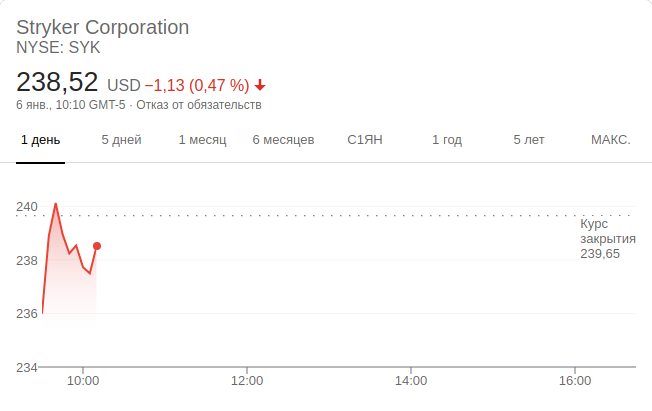 Stryker Corporation
NYSE: SYK
238,52 USD −1,13 (0,47 %)
6 янв., 10:10 GMT-5 · Отказ от обязательств
1 день 5 дней 1 месяц 6 месяцев С1ЯН 1 год 5 лет МАКС.
240
Курс
закрытия
239,65
238
236
234
10:00 12:00 14:00 16:00